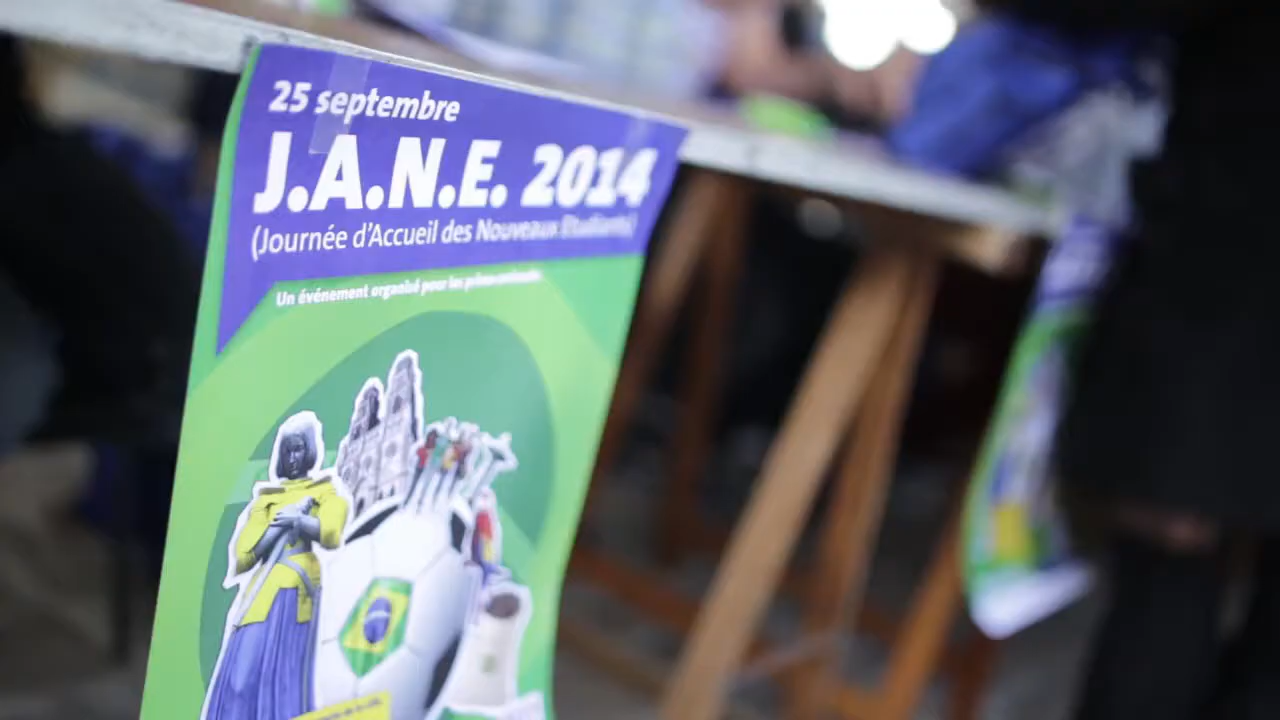 25 septembre
J.A.N.E. 2014
(Journée d'Accueil des Nouveaux Etudiants)
Un événement organisé pour les primo-entrants